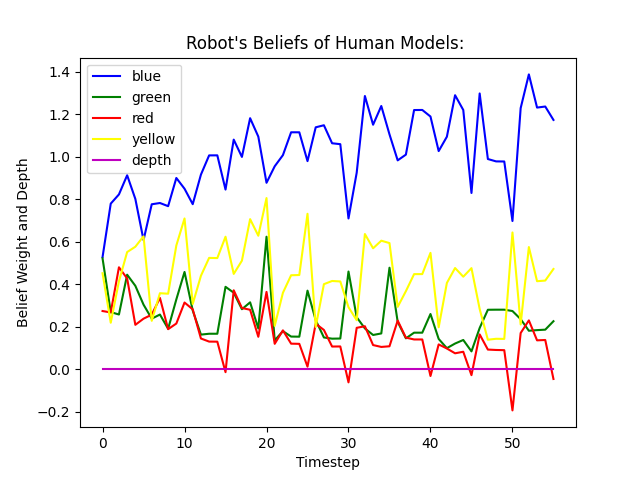 Robot's Beliefs of Human Models:
blue
green
red
yellow
depth
Belief Weight and Depth
1.4
1.2
1.0
0.8
0.6
0.4
0.2
0.0
−0.2
0 10 20 30 40 50
Timestep